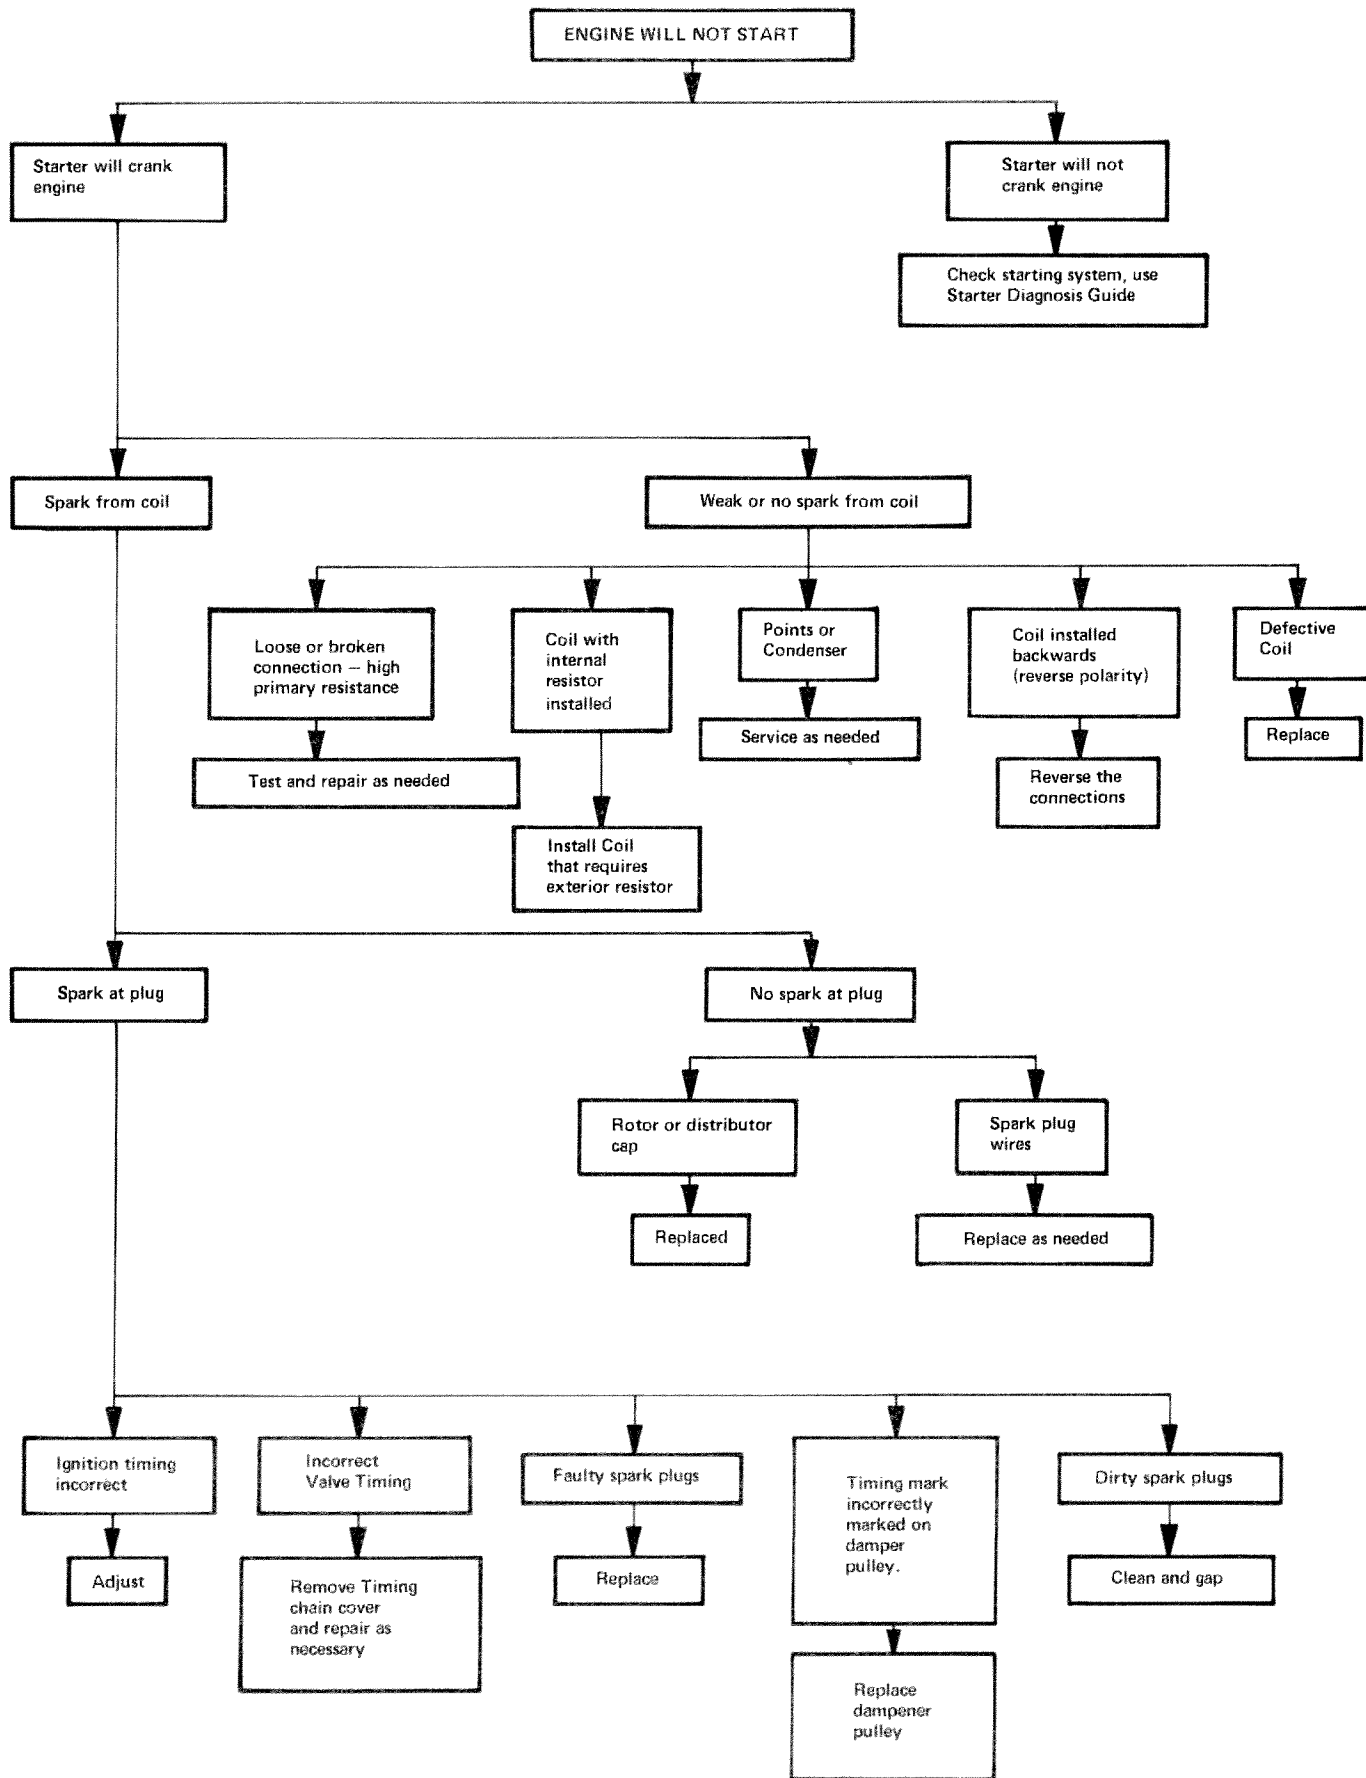 ENGINE WILL NOT START
Starter will crank
engine
Starter will not
crank engine
Check starting system, use
Starter Diagnosis Guide
Spark from coil
Weak or no spark from coil
Loose or broken
connection — high
primary resistance
Coil with
internal
resistor
installed
Points or
Condenser
Coil installed
backwards
(reverse polarity)
Defective
Coil
Test and repair as needed
Service as needed
Reverse the
connections
Replace
Install Coil
that requires
exterior resistor
Spark at plug
No spark at plug
Rotor or distributor
cap
Spark plug
wires
Replaced
Replace as needed
Ignition timing
incorrect
Incorrect
Valve Timing
Faulty spark plugs
Timing mark
incorrectly
marked on
damper
pulley.
Dirty spark plugs
Adjust
Remove Timing
chain cover
and repair as
necessary
Replace
Replace
dampener
pulley
Clean and gap